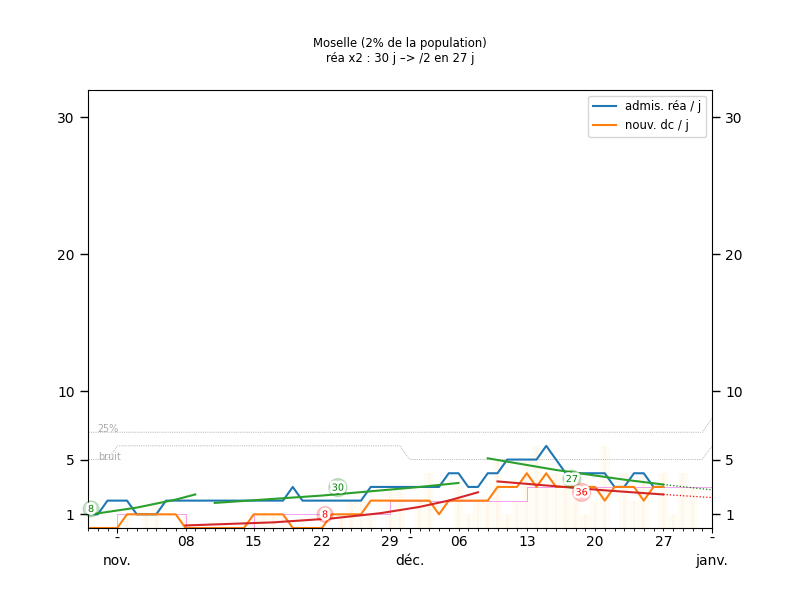 Moselle (2% de la population)
réa x2 : 30 j –> /2 en 27 j
admis. réa / j
nouv. dc / j
30 30
20 20
10 10
25%
bruit
5 5
30
27
36
8
8
1 1
08 15 22 29 06 13 20 27
nov. déc. janv.